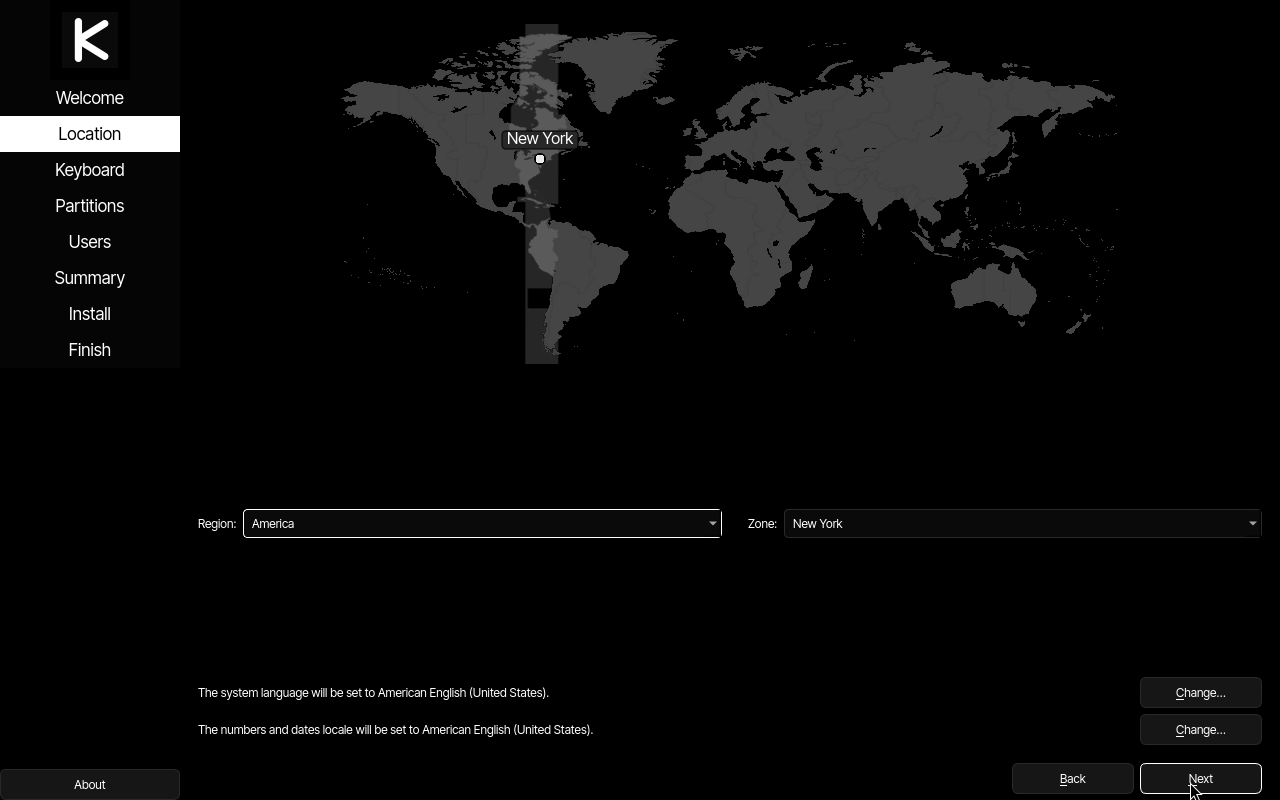 K
Welcome
Location
Keyboard
Partitions
Users
Summary
Install
Finish
New York
Region: America Zone: New York
The system language will be set to American English (United States). Change...
The numbers and dates locale will be set to American English (United States). Change...
About Back Next